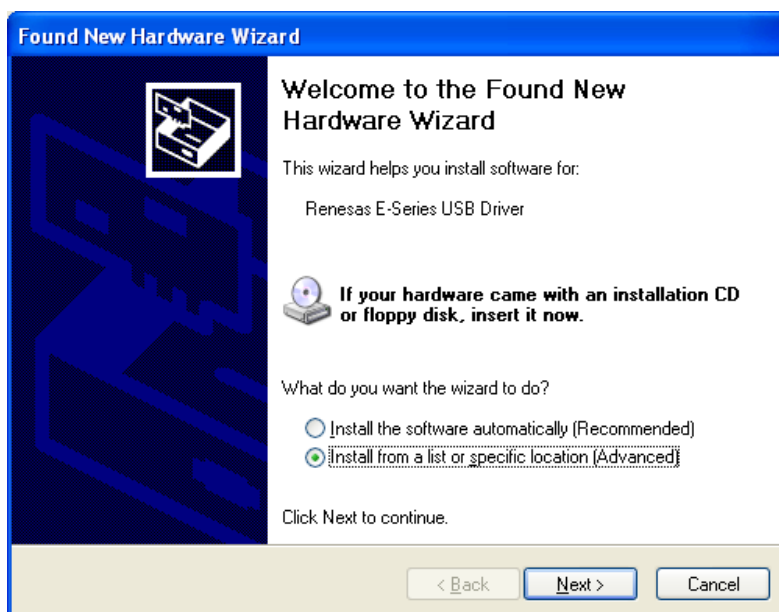 Found New Hardware Wizard
Welcome to the Found New
Hardware Wizard
This wizard helps you install software for:
Renesas E-Series USB Driver
If your hardware came with an installation CD
or floppy disk, insert it now.
What do you want the wizard to do?
Install the software automatically (Recommended)
Install from a list or specific location (Advanced)
Click Next to continue.
< Back Next > Cancel